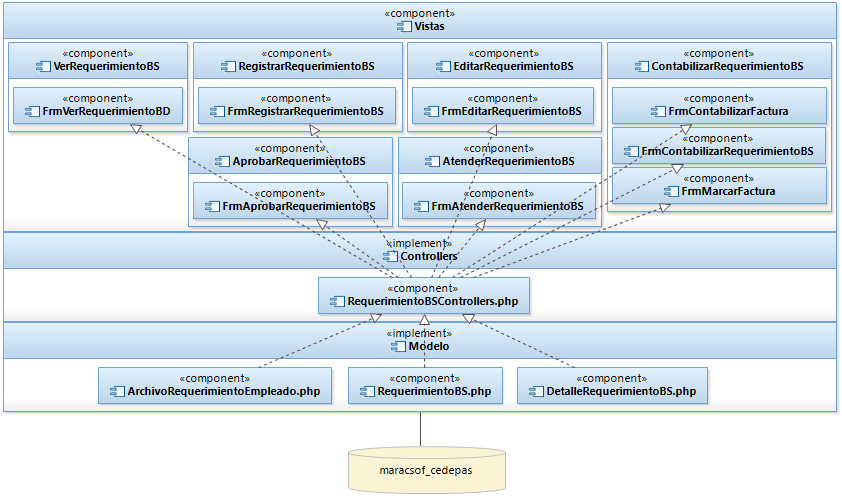 «component»
Vistas
«component»
VerRequerimientoBS
«component»
FrmVerRequerimientoBD
«component»
RegistrarRequerimientoBS
«component»
FrmRegistrarRequerimientoBS
«component»
EditarRequerimientoBS
«component»
FrmEditarRequerimientoBS
«component»
ContabilizarRequerimientoBS
«component»
FrmContabilizarFactura
«component»
FrmContabilizarRequerimientoBS
«component»
FrmMarcarFactura
«component»
AprobarRequerimientoBS
«component»
FrmAprobarRequerimientoBS
«component»
AtenderRequerimientoBS
«component»
FrmAtenderRequerimientoBS
«implement»
Controllers
«component»
RequerimientoBSControllers.php
«implement»
Modelo
«component»
ArchivoRequerimientoEmpleado.php
«component»
RequerimientoBS.php
«component»
DetalleRequerimientoBS.php
maracsof_cedepas